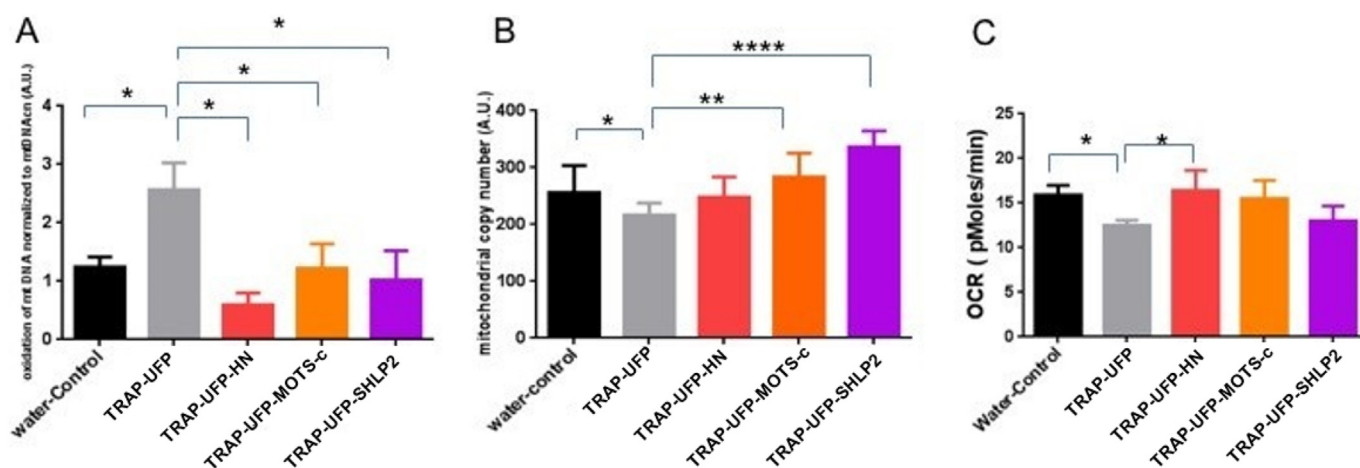 A
oxidation of mt DNA normalized to mtDNAcn (A.U.)
4
3
2
1
0
*
*
*
*
water-Control
TRAP-UFP
TRAP-UFP-HN
TRAP-UFP-MOTS-c
TRAP-UFP-SHLP2
B
mitochondrial copy number (A.U.)
400
300
200
100
0
*
**
****
water-control
TRAP-UFP
TRAP-UFP-HN
TRAP-UFP-MOTS-c
TRAP-UFP-SHLP2
C
OCR ( pMoles/min)
25
20
15
10
5
0
*
*
Water-Control
TRAP-UFP
TRAP-UFP-HN
TRAP-UFP-MOTS-c
TRAP-UFP-SHLP2